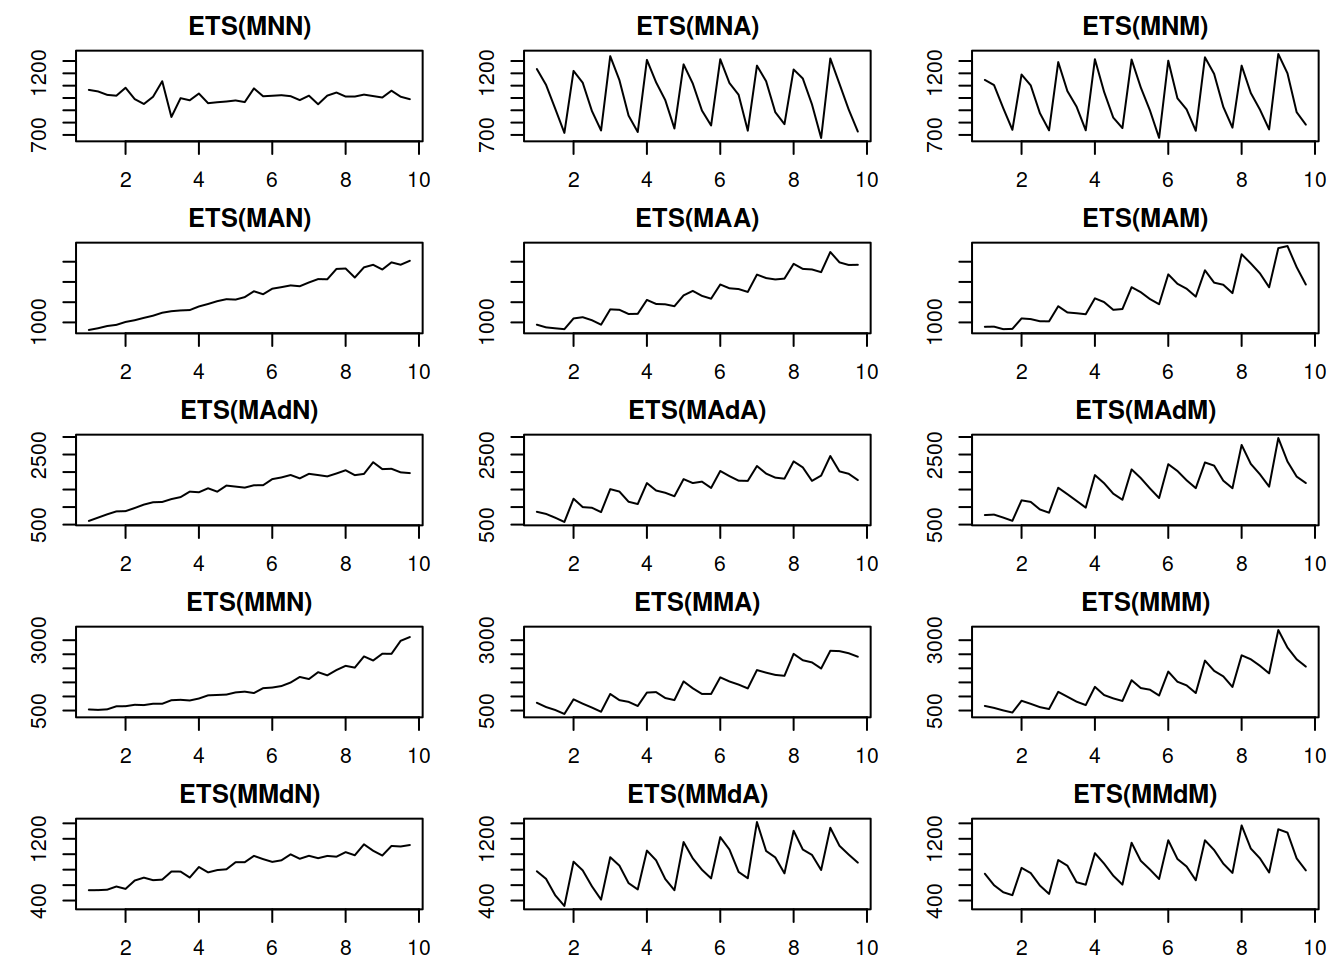 ETS(MNN) ETS(MNA) ETS(MNM)
1200 1200 1200
700 700 700
2 4 6 8 10 2 4 6 8 10 2 4 6 8 10
ETS(MAN) ETS(MAA) ETS(MAM)
1000 1000 1000
2 4 6 8 10 2 4 6 8 10 2 4 6 8 10
ETS(MAdN) ETS(MAdA) ETS(MAdM)
2500 2500 2500
500 500 500
2 4 6 8 10 2 4 6 8 10 2 4 6 8 10
ETS(MMN) ETS(MMA) ETS(MMM)
3000 3000 3000
500 500 500
2 4 6 8 10 2 4 6 8 10 2 4 6 8 10
ETS(MMdN) ETS(MMdA) ETS(MMdM)
1200 1200 1200
400 400 400
2 4 6 8 10 2 4 6 8 10 2 4 6 8 10